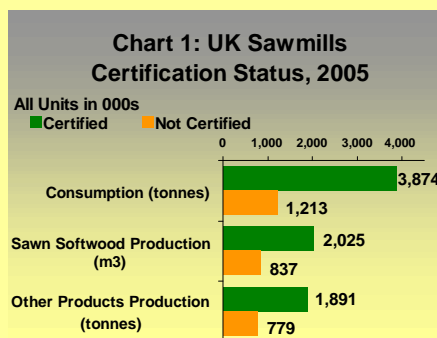 Chart 1: UK Sawmills
Certification Status, 2005
All Units in 000s
Certified Not Certified
0 1,000 2,000 3,000 4,000
Consumption (tonnes)
3,874
1,213
Sawn Softwood Production
(m3)
2,025
837
Other Products Production
(tonnes)
1,891
779